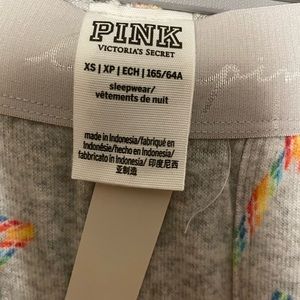 PINK
VICTORIA'S SECRET
XS | XP | ECH | 165/64A
sleepwear/
vêtements de nuit
made in Indonesia/fabriqué en
Indonésie/hecho en Indonesia/
fabbricato in Indonesia/印度尼西
亚制造